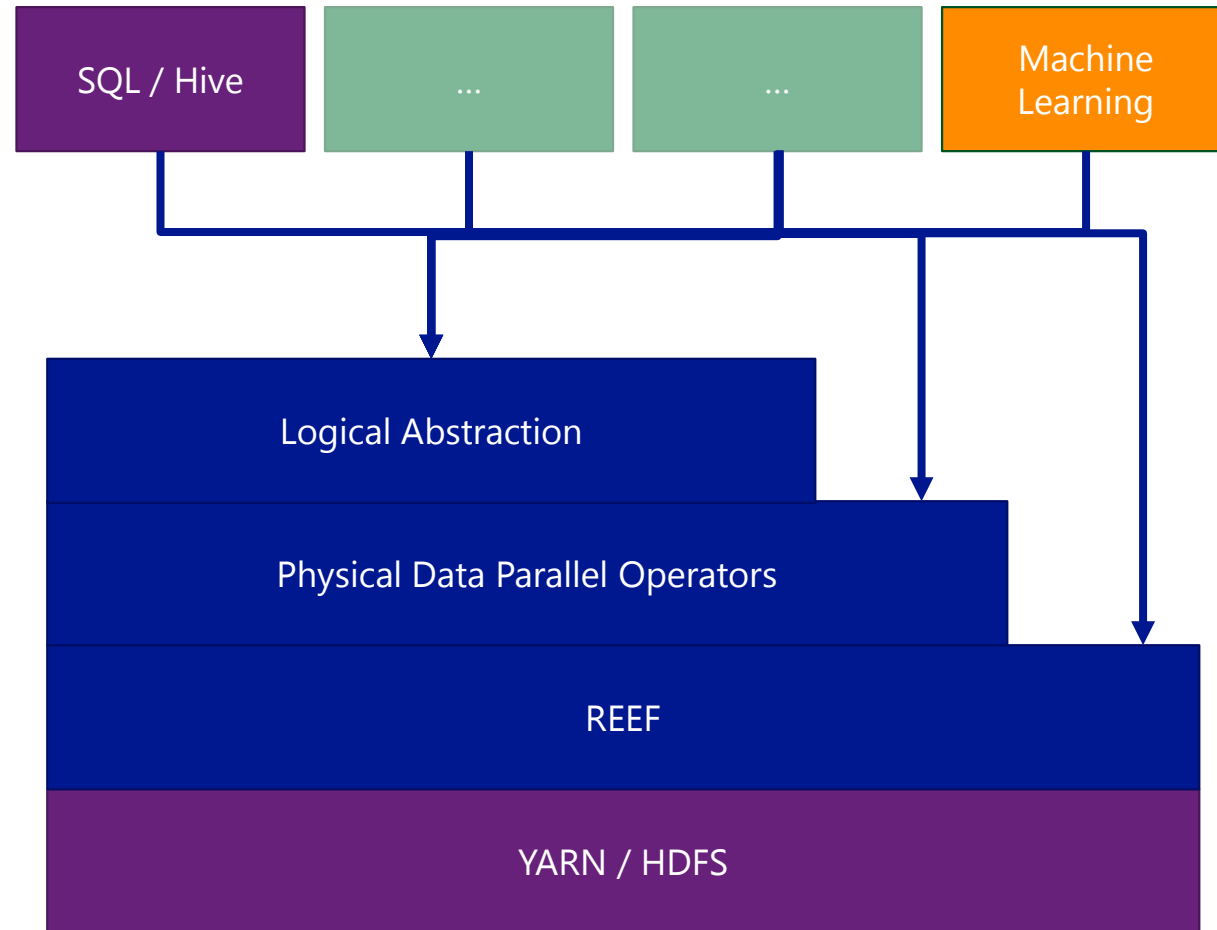 SQL / Hive
...
...
Machine
Learning
Logical Abstraction
Physical Data Parallel Operators
REEF
YARN / HDFS